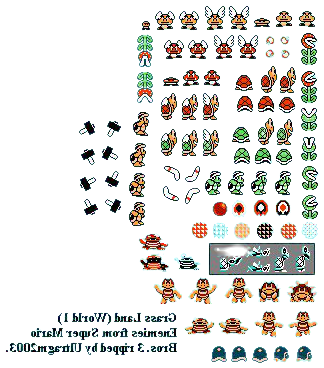 Grass Land (World 1)
Enemies from Super Mario
Bros. 3 ripped by Ultragm2003.